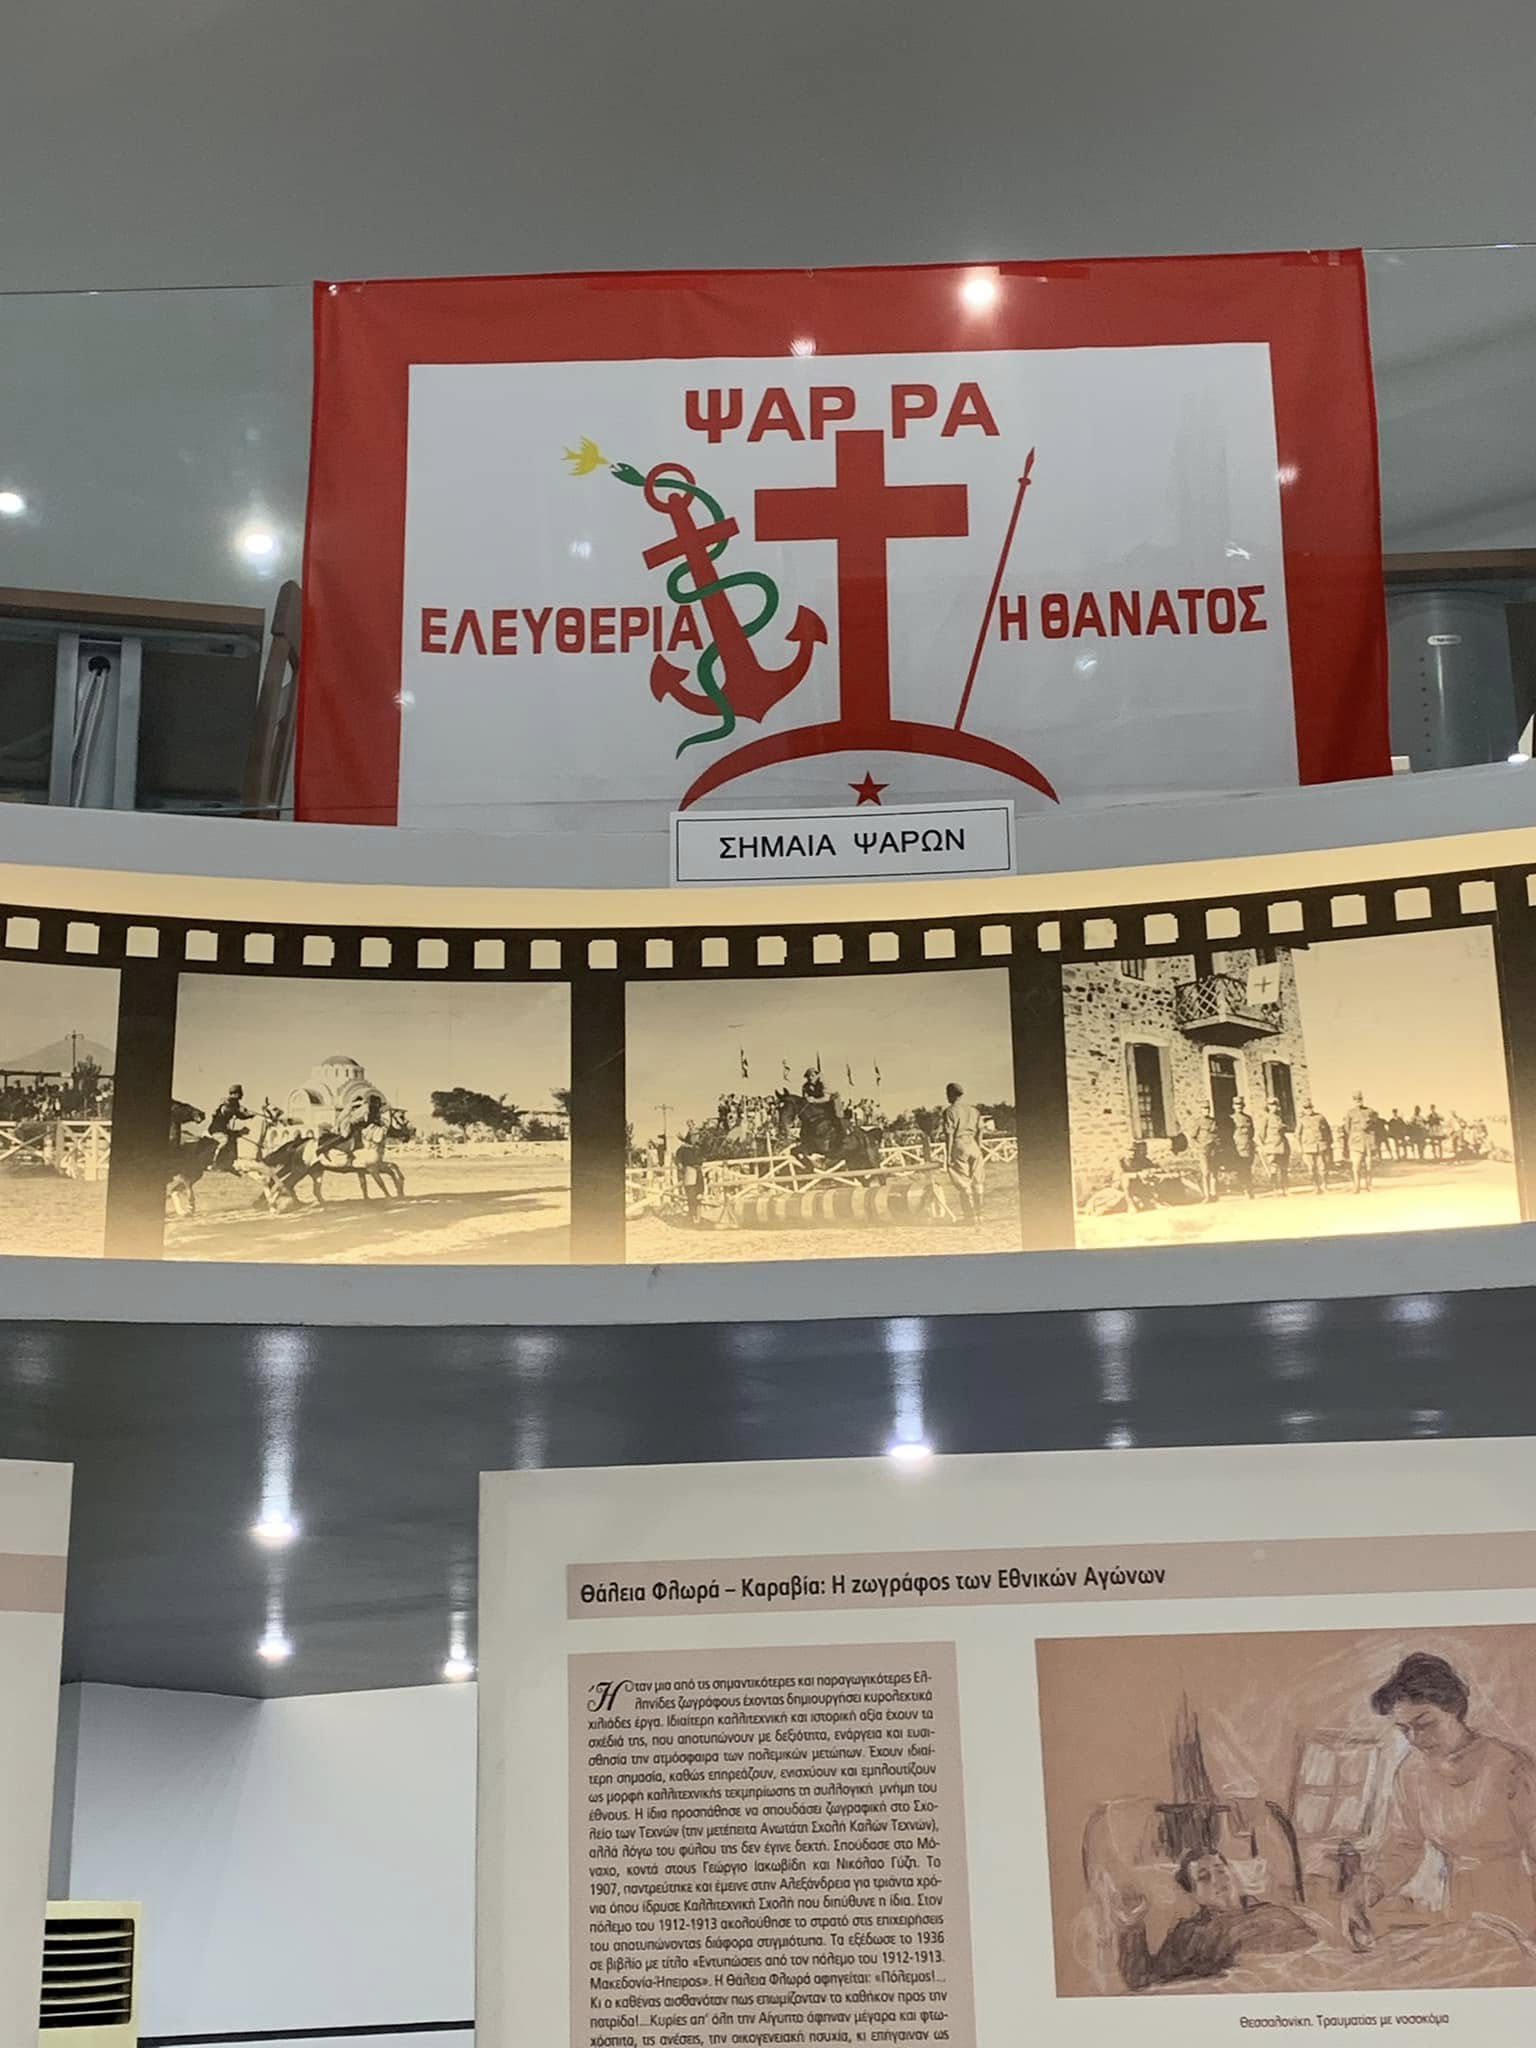 ΨΑΡ ΡΑ
ΕΛΕΥΘΕΡΙΑ
Η ΘΑΝΑΤΟΣ
ΣΗΜΑΙΑ ΨΑΡΩΝ
Θάλεια Φλωρά – Καραβία: Η ζωγράφος των Εθνικών Αγώνων
Ήταν μια από τις σημαντικότερες και παραγωγικότερες Ελ-
ληνίδες ζωγράφους έχοντας δημιουργήσει κυρολεκτικά
χιλιάδες έργα. Ιδιαίτερη καλλιτεχνική και ιστορική αξία έχουν τα
σχέδιά της, που αποτυπώνουν με δεξιότητα, ενάργεια και ευαι-
σθησία την ατμόσφαιρα των πολεμικών μετώπων. Έχουν ιδιαί-
τερη σημασία, καθώς επηρεάζουν, ενισχύουν και εμπλουτίζουν
ως μορφή καλλιτεχνικής τεκμηρίωσης τη συλλογική μνήμη του
έθνους. Η ίδια προσπάθησε να σπουδάσει ζωγραφική στο Σχο-
λείο των Τεχνών (την μετέπειτα Ανωτάτη Σχολή Καλών Τεχνών),
αλλά λόγω του φύλου της δεν έγινε δεκτή. Σπούδασε στο Μό-
ναχο, κοντά στους Γεώργιο Ιακωβίδη και Νικόλαο Γύζη. Το
1907, παντρεύτηκε και έμεινε στην Αλεξάνδρεια για τριάντα χρό-
νια όπου ίδρυσε Καλλιτεχνική Σχολή που διηύθυνε η ίδια. Στον
πόλεμο του 1912-1913 ακολούθησε το στρατό στις επιχειρήσεις
του αποτυπώνοντας διάφορα στιγμιότυπα. Τα εξέδωσε το 1936
σε βιβλίο με τίτλο «Εντυπώσεις από τον πόλεμο του 1912-1913.
Μακεδονία-Ήπειρος». Η Θάλεια Φλωρά αφηγείται: «Πόλεμος!...
Κι ο καθένας αισθανόταν πως επωμίζονταν το καθήκον προς την
πατρίδα!...Κυρίες απ' όλη την Αίγυπτο άφηναν μέγαρα και φτω-
χόσπιτα, τις ανέσεις, την οικογενειακή ησυχία, κι επήγαιναν ως
Θεσσαλονίκη. Τραυματίας με νοσοκόμα